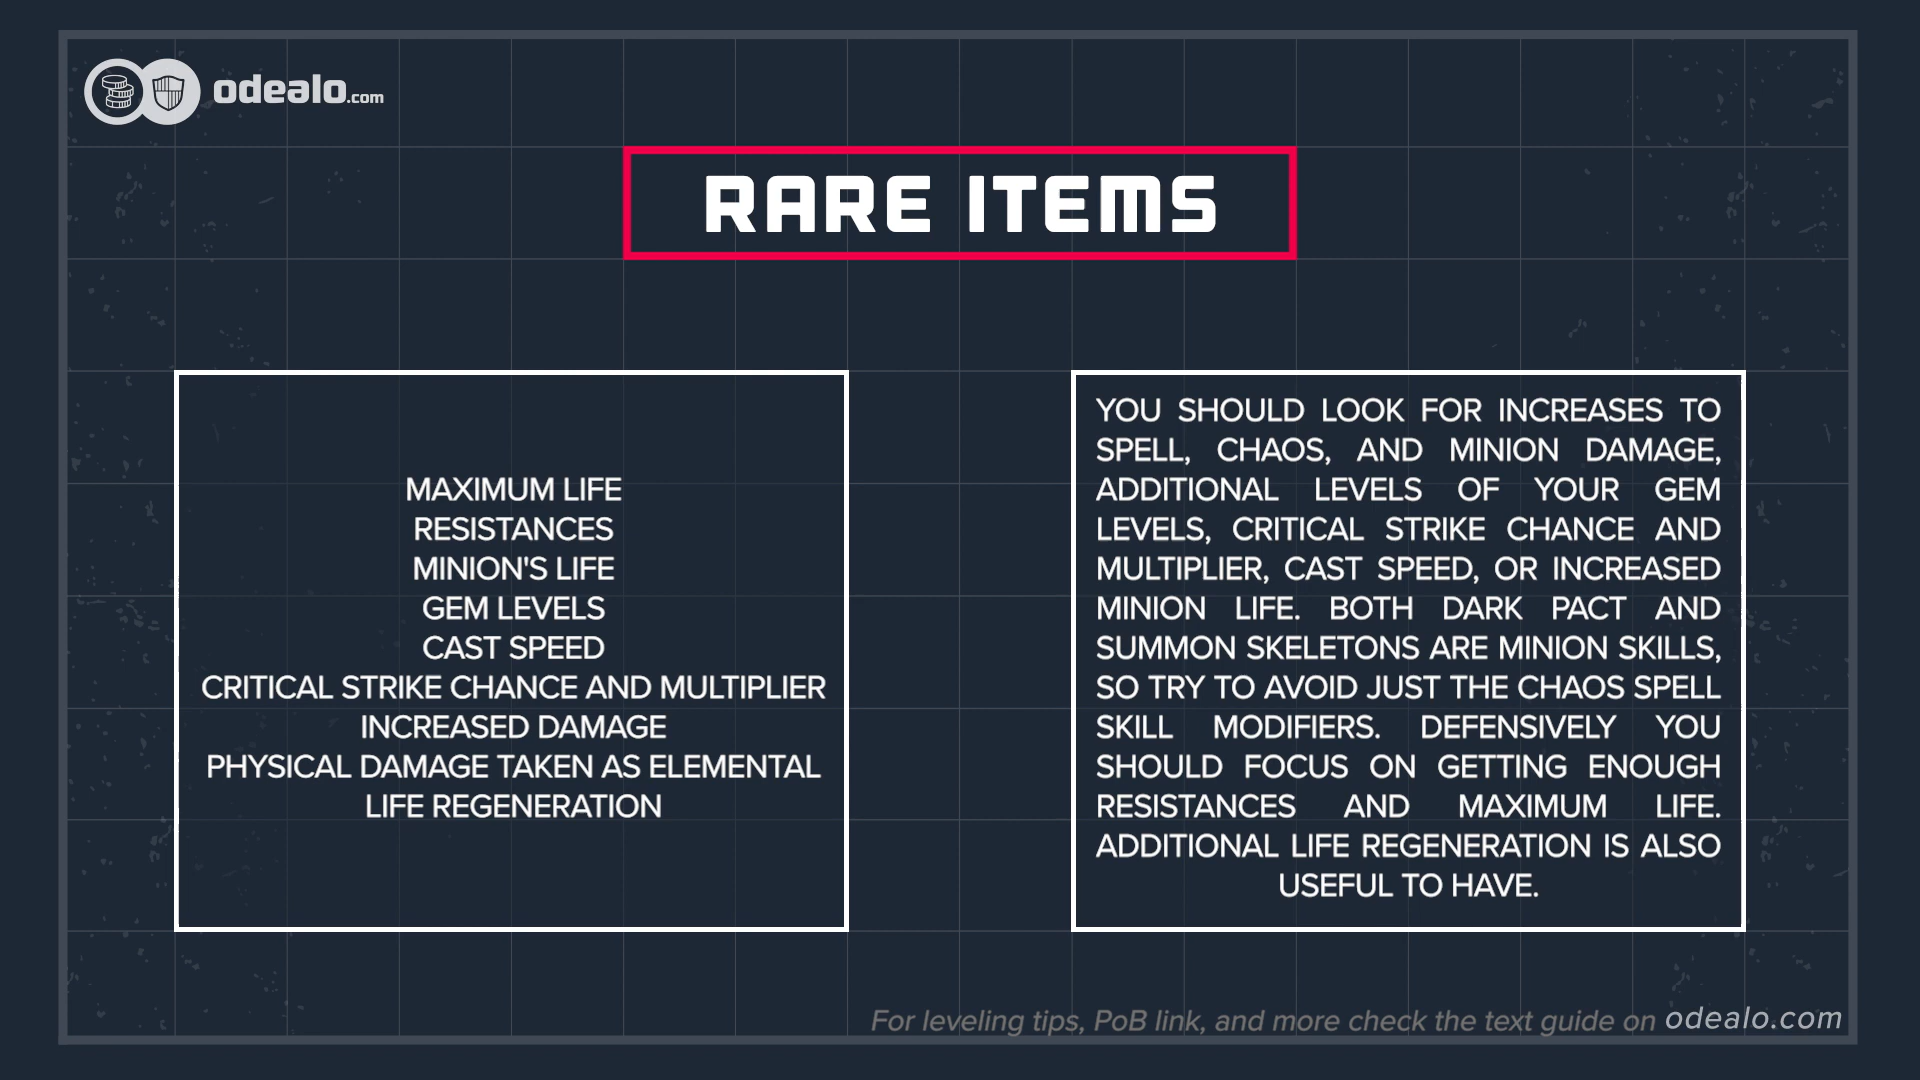 odealo.com
RARE ITEMS
MAXIMUM LIFE
RESISTANCES
MINION'S LIFE
GEM LEVELS
CAST SPEED
CRITICAL STRIKE CHANCE AND MULTIPLIER
INCREASED DAMAGE
PHYSICAL DAMAGE TAKEN AS ELEMENTAL
LIFE REGENERATION
YOU SHOULD LOOK FOR INCREASES TO
SPELL, CHAOS, AND MINION DAMAGE,
ADDITIONAL LEVELS OF YOUR GEM
LEVELS, CRITICAL STRIKE CHANCE AND
MULTIPLIER, CAST SPEED, OR INCREASED
MINION LIFE. BOTH DARK PACT AND
SUMMON SKELETONS ARE MINION SKILLS,
SO TRY TO AVOID JUST THE CHAOS SPELL
SKILL MODIFIERS. DEFENSIVELY YOU
SHOULD FOCUS ON GETTING ENOUGH
RESISTANCES AND MAXIMUM LIFE.
ADDITIONAL LIFE REGENERATION IS ALSO
USEFUL TO HAVE.
For leveling tips, PoB link, and more check the text guide on odealo.com